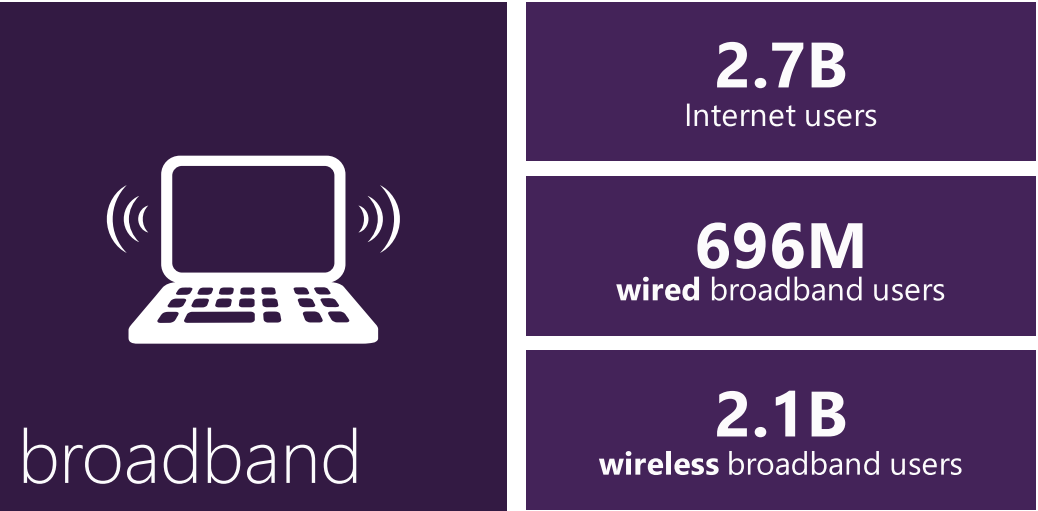 broadband
2.7B
Internet users
696M
wired broadband users
2.1B
wireless broadband users